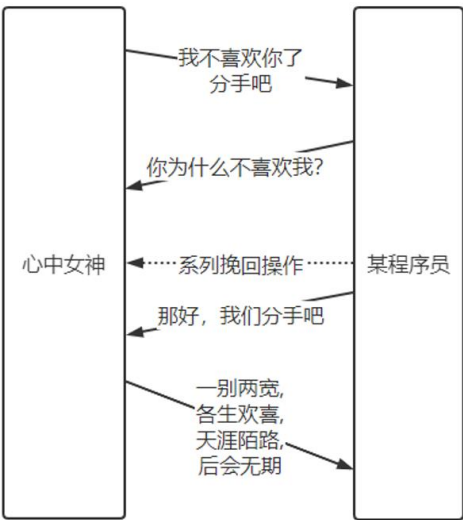 我不喜欢你了
分手吧
你为什么不喜欢我?
心中女神
系列挽回操作
某程序员
那好，我们分手吧
一别两宽,
各生欢喜,
天涯陌路,
后会无期